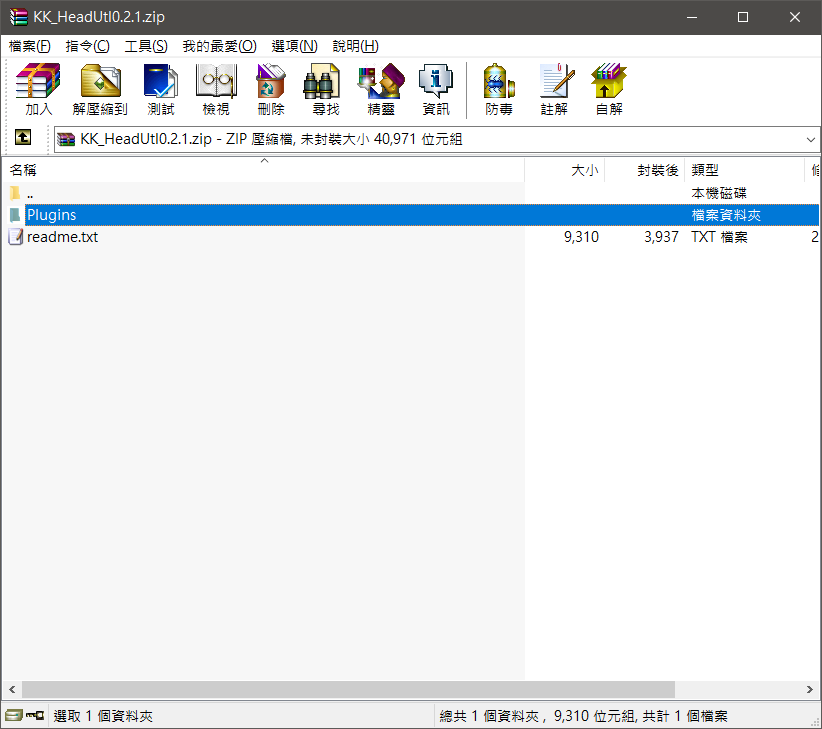 KK_HeadUtl0.2.1.zip
檔案(F) 指令(C) 工具(S) 我的最愛(O) 選項(N) 說明(H)
加入 解壓縮到 測試 檢視 刪除 尋找 精靈 資訊 防毒 註解 自解
KK_HeadUtl0.2.1.zip - ZIP 壓縮檔, 未封裝大小 40,971 位元組
名稱 大小 封裝後 類型
.. 本機磁碟
Plugins 檔案資料夾
readme.txt 9,310 3,937 TXT 檔案 2
選取 1 個資料夾 總共 1 個資料夾 , 9,310 位元組, 共計 1 個檔案